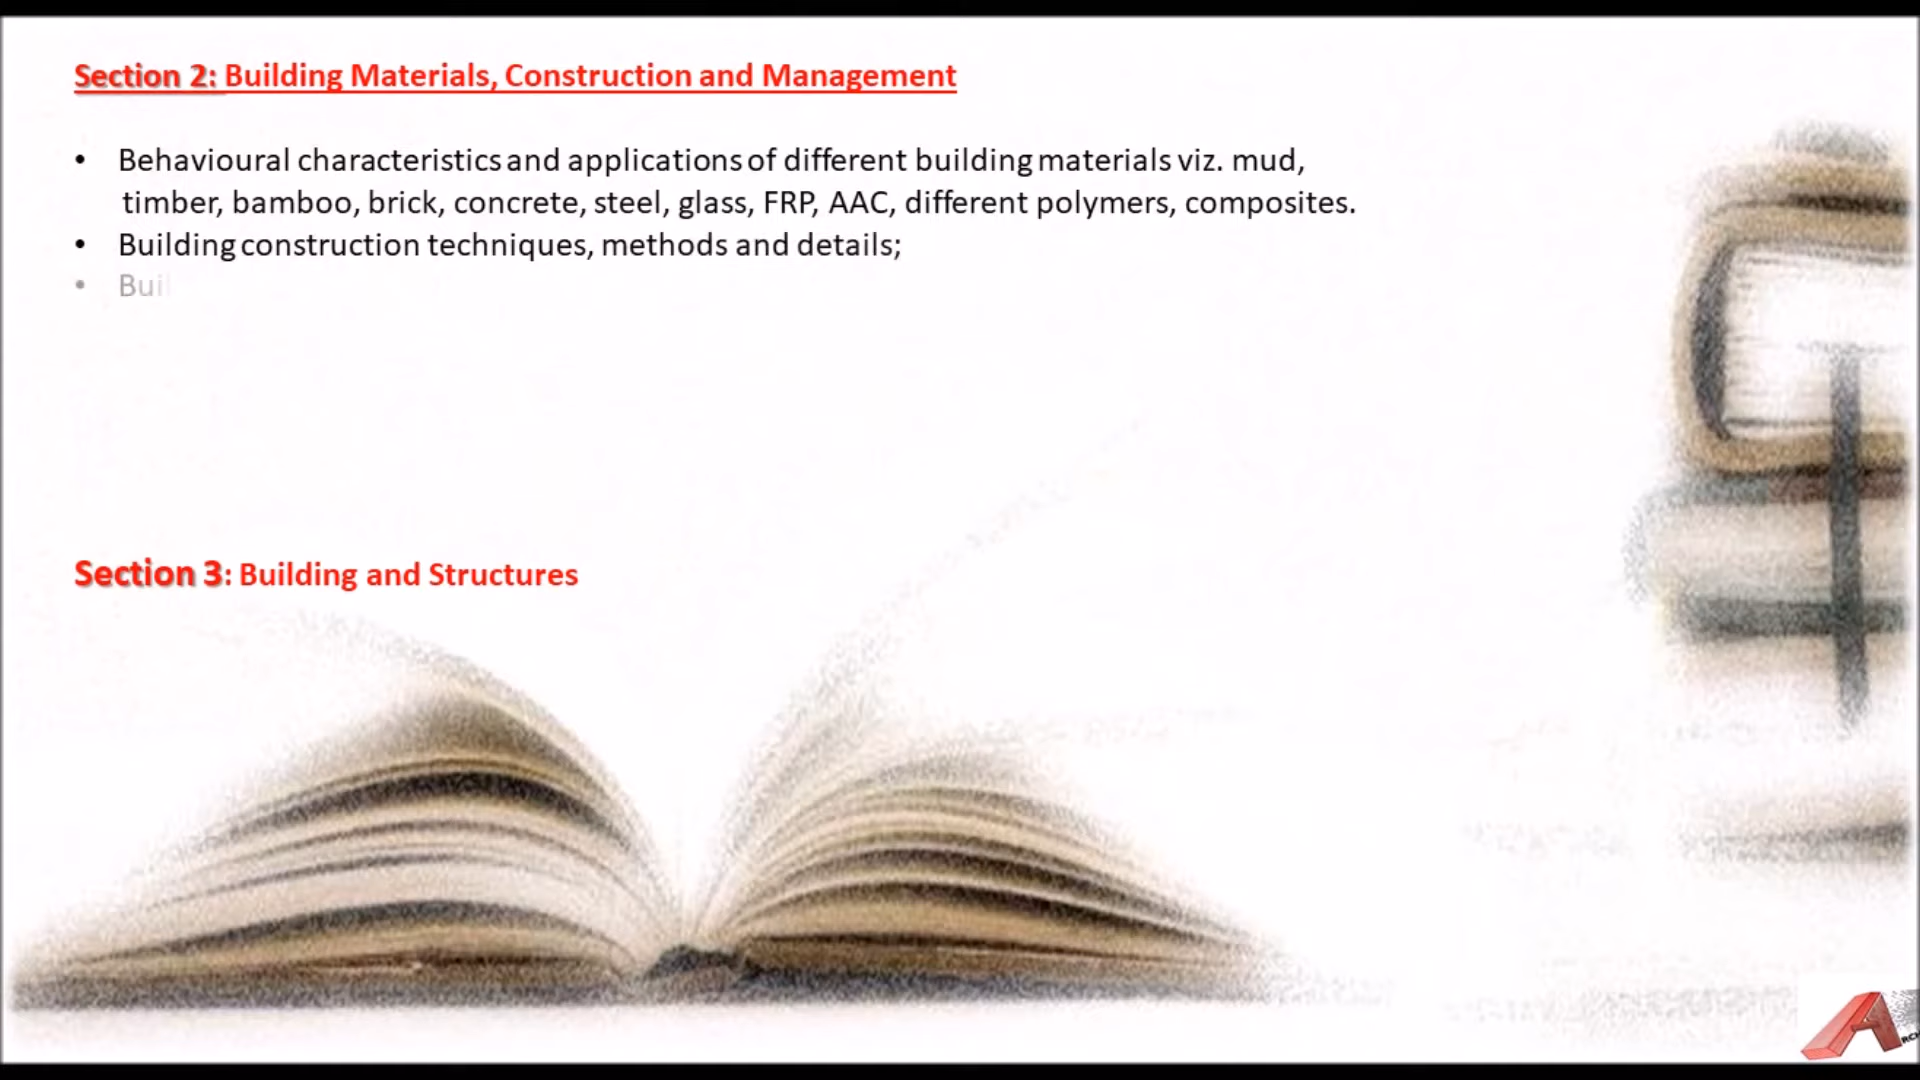 Section 2: Building Materials, Construction and Management
• Behavioural characteristics and applications of different building materials viz. mud,
timber, bamboo, brick, concrete, steel, glass, FRP, AAC, different polymers, composites.
• Building construction techniques, methods and details;
• Buil
Section 3: Building and Structures